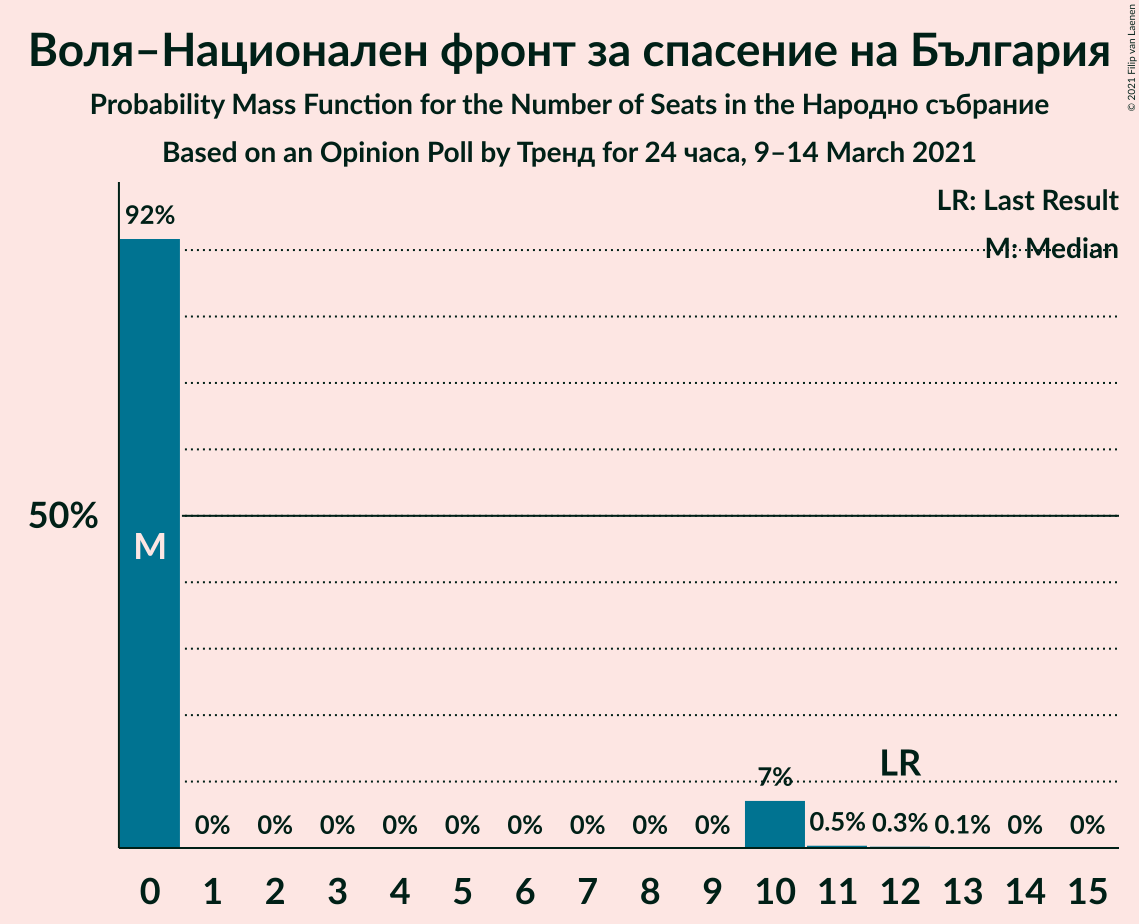 Воля–Национален фронт за спасение на България
Probability Mass Function for the Number of Seats in the Народно събрание
Based on an Opinion Poll by Тренд for 24 часа, 9–14 March 2021
© 2021 Filip van Laenen
LR: Last Result
M: Median
92%
50%
M
LR
0% 0% 0% 0% 0% 0% 0% 0% 0% 7% 0.5% 0.3% 0.1% 0% 0%
0 1 2 3 4 5 6 7 8 9 10 11 12 13 14 15